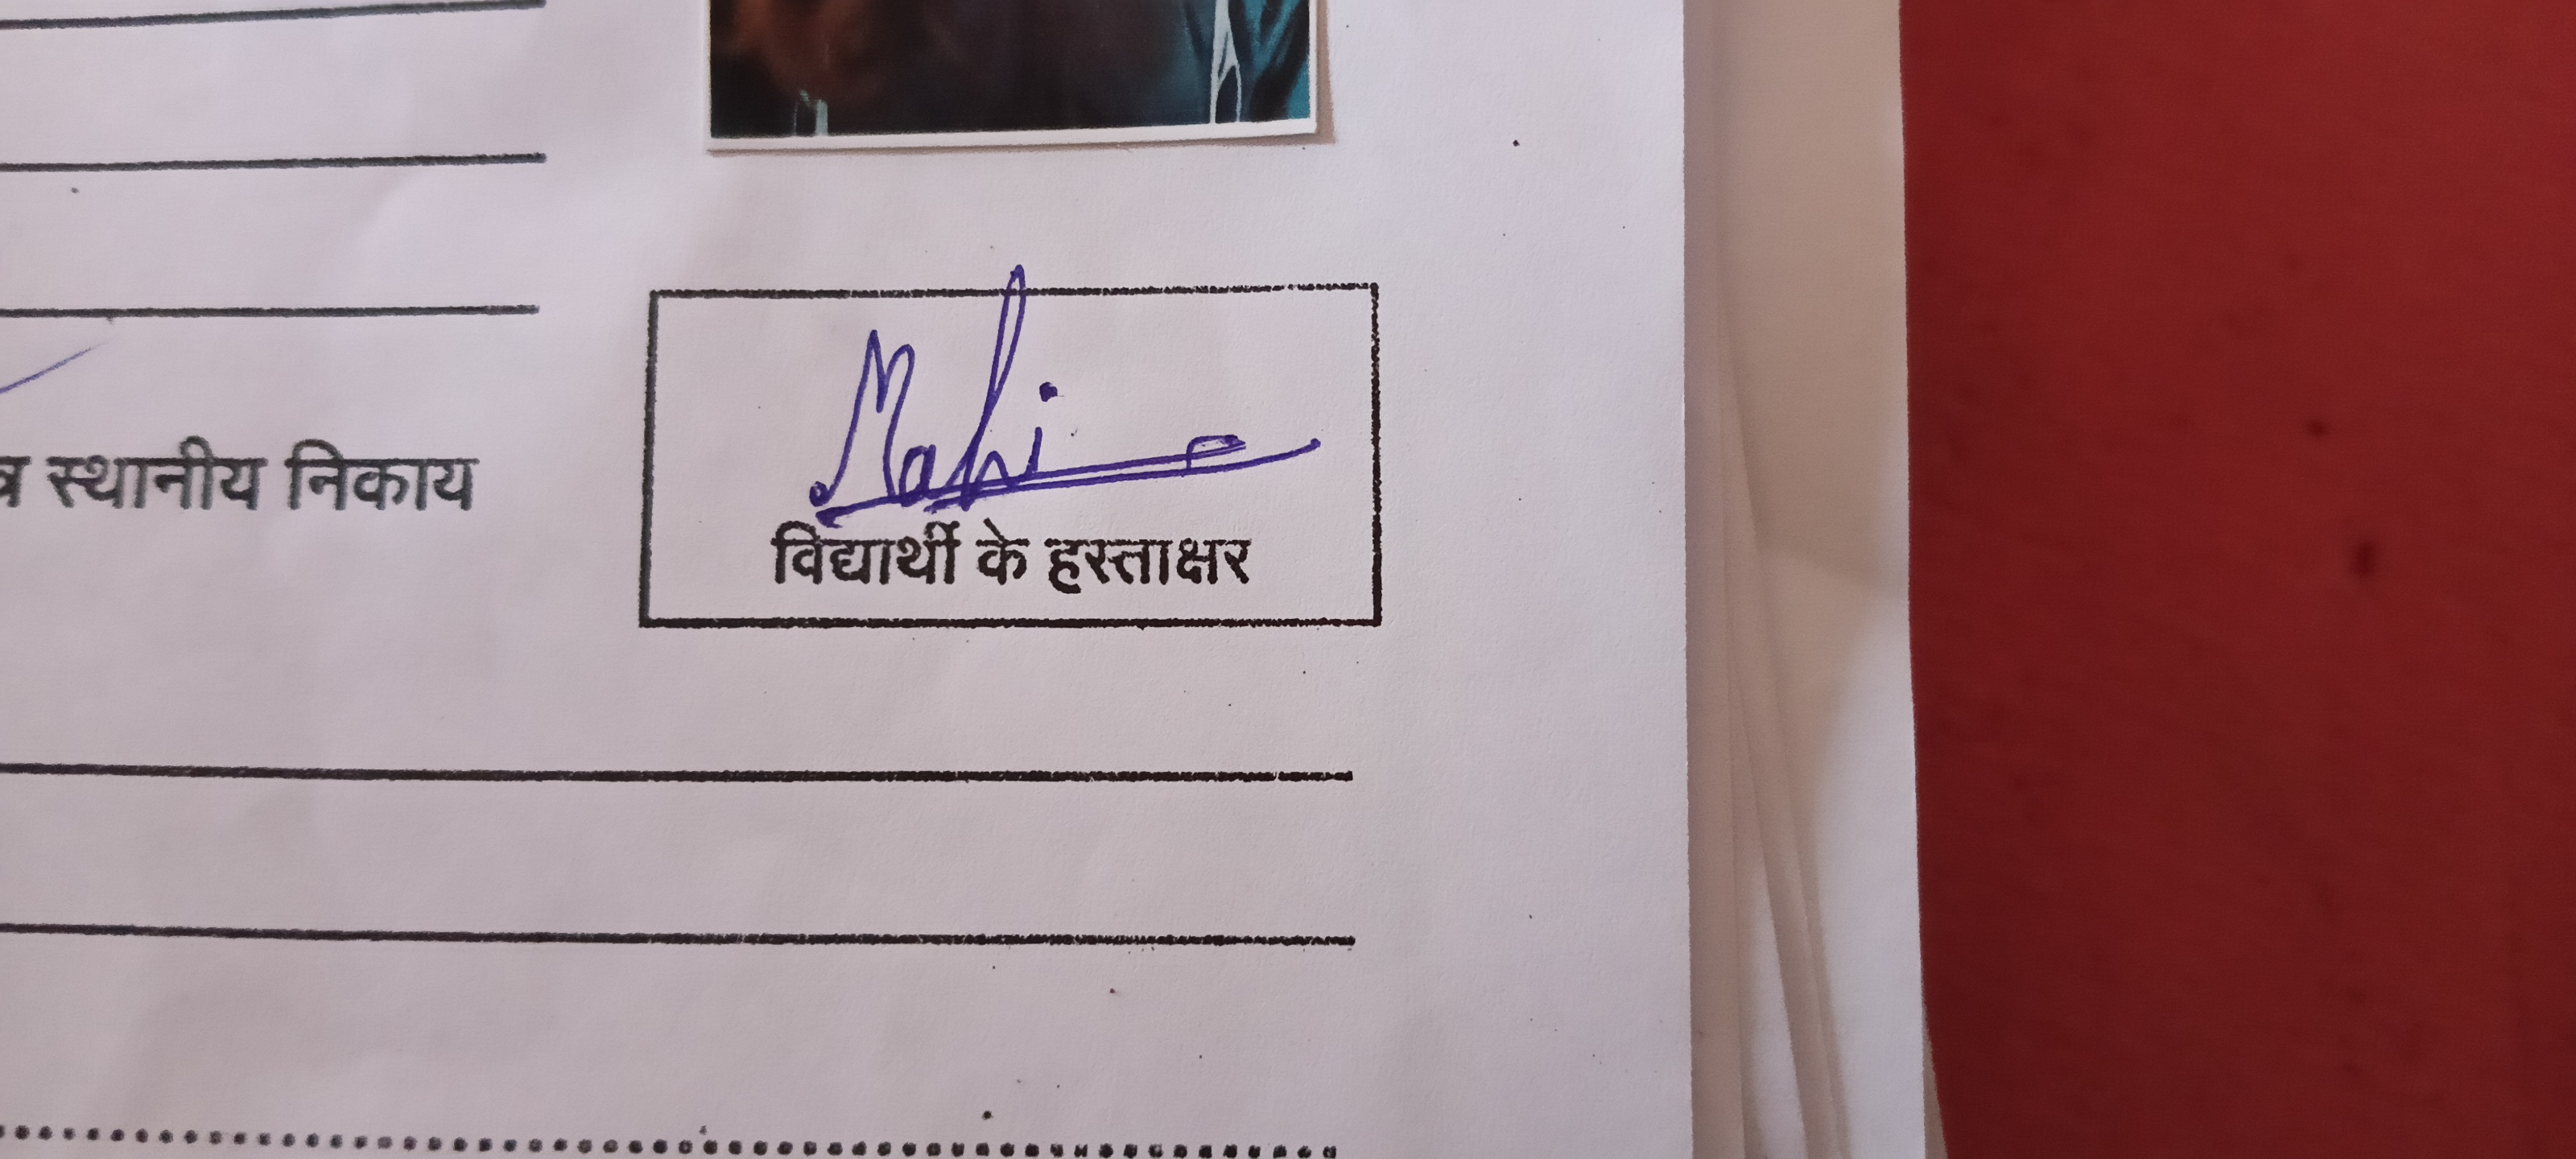 Mahi
स्थानीय निकाय
विद्यार्थी के हस्ताक्षर